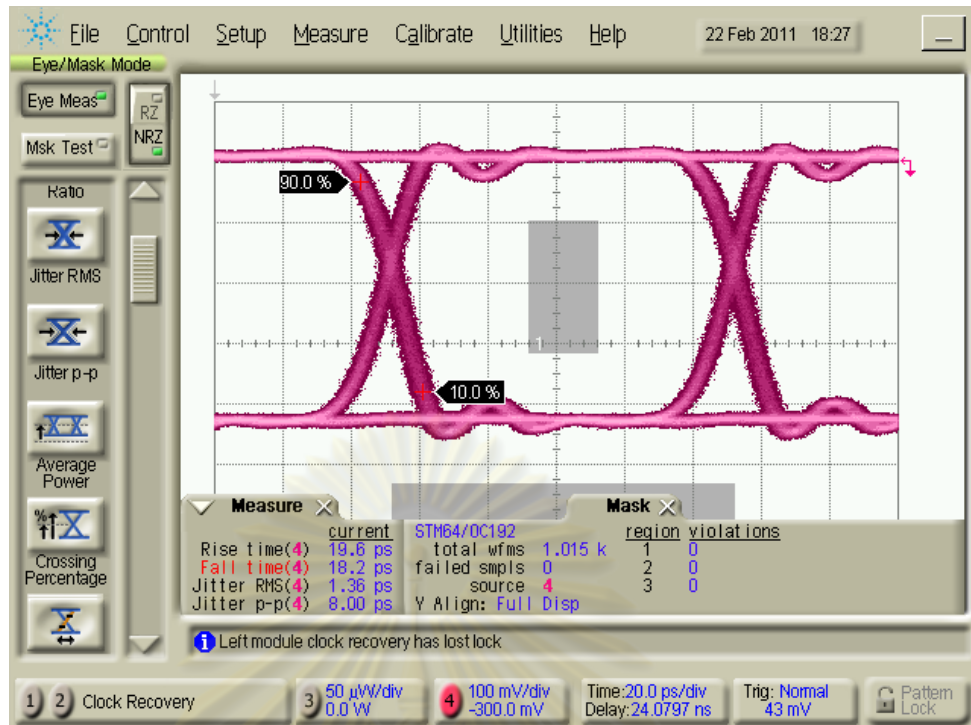 File Control Setup Measure Calibrate Utilities Help 22 Feb 2011 18:27
Eye/Mask Mode
Eye Meas
RZ
NRZ
Msk Test
Ratio
Jitter RMS
Jitter p-p
Average
Power
Crossing
Percentage
90.0 %
1
10.0 %
Measure
current
Rise time(4) 19.6 ps
Fall time(4) 18.2 ps
Jitter RMS(4) 1.36 ps
Jitter p-p(4) 8.00 ps
Mask
STM64/OC192 region violations
total wfms 1.015 k 1 0
failed smpls 0 2 0
source 4 3 0
Y Align: Full Disp
Left module clock recovery has lost lock
1 2 Clock Recovery
3 50 µW/div
0.0 W
4 100 mV/div
-300.0 mV
Time:20.0 ps/div
Delay:24.0797 ns
Trig: Normal
43 mV
Pattern
Lock